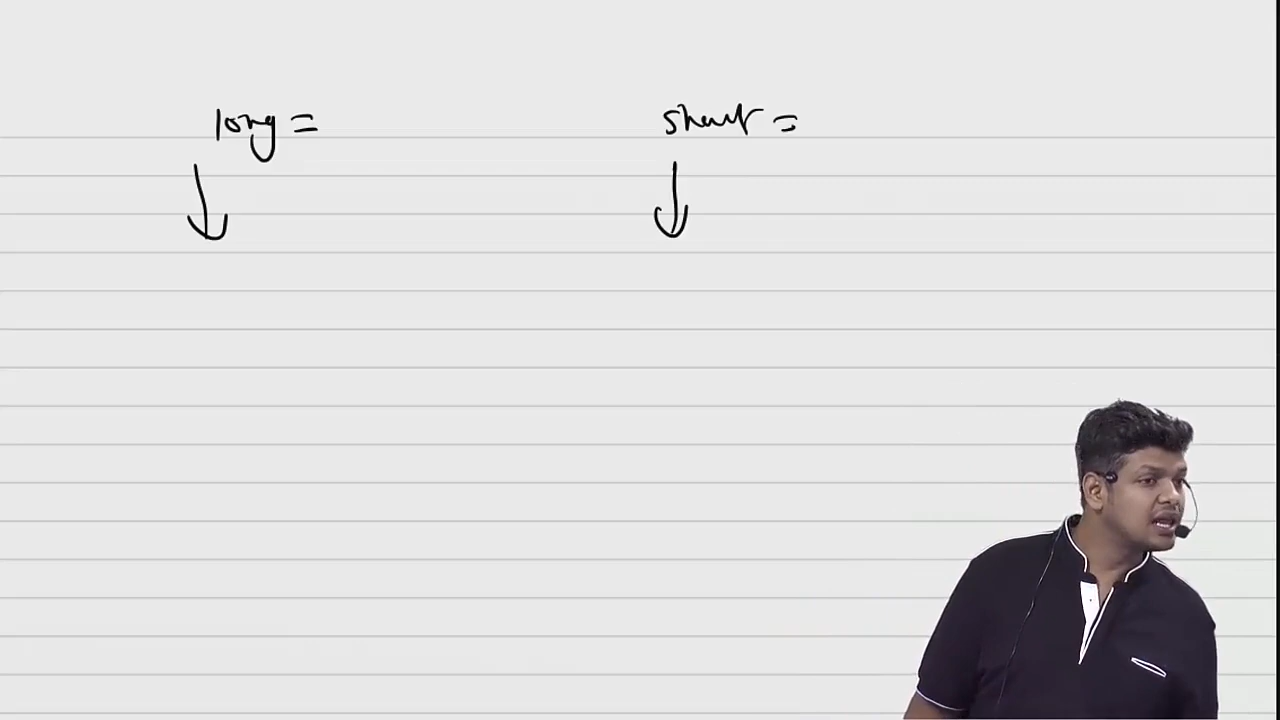 long = short =